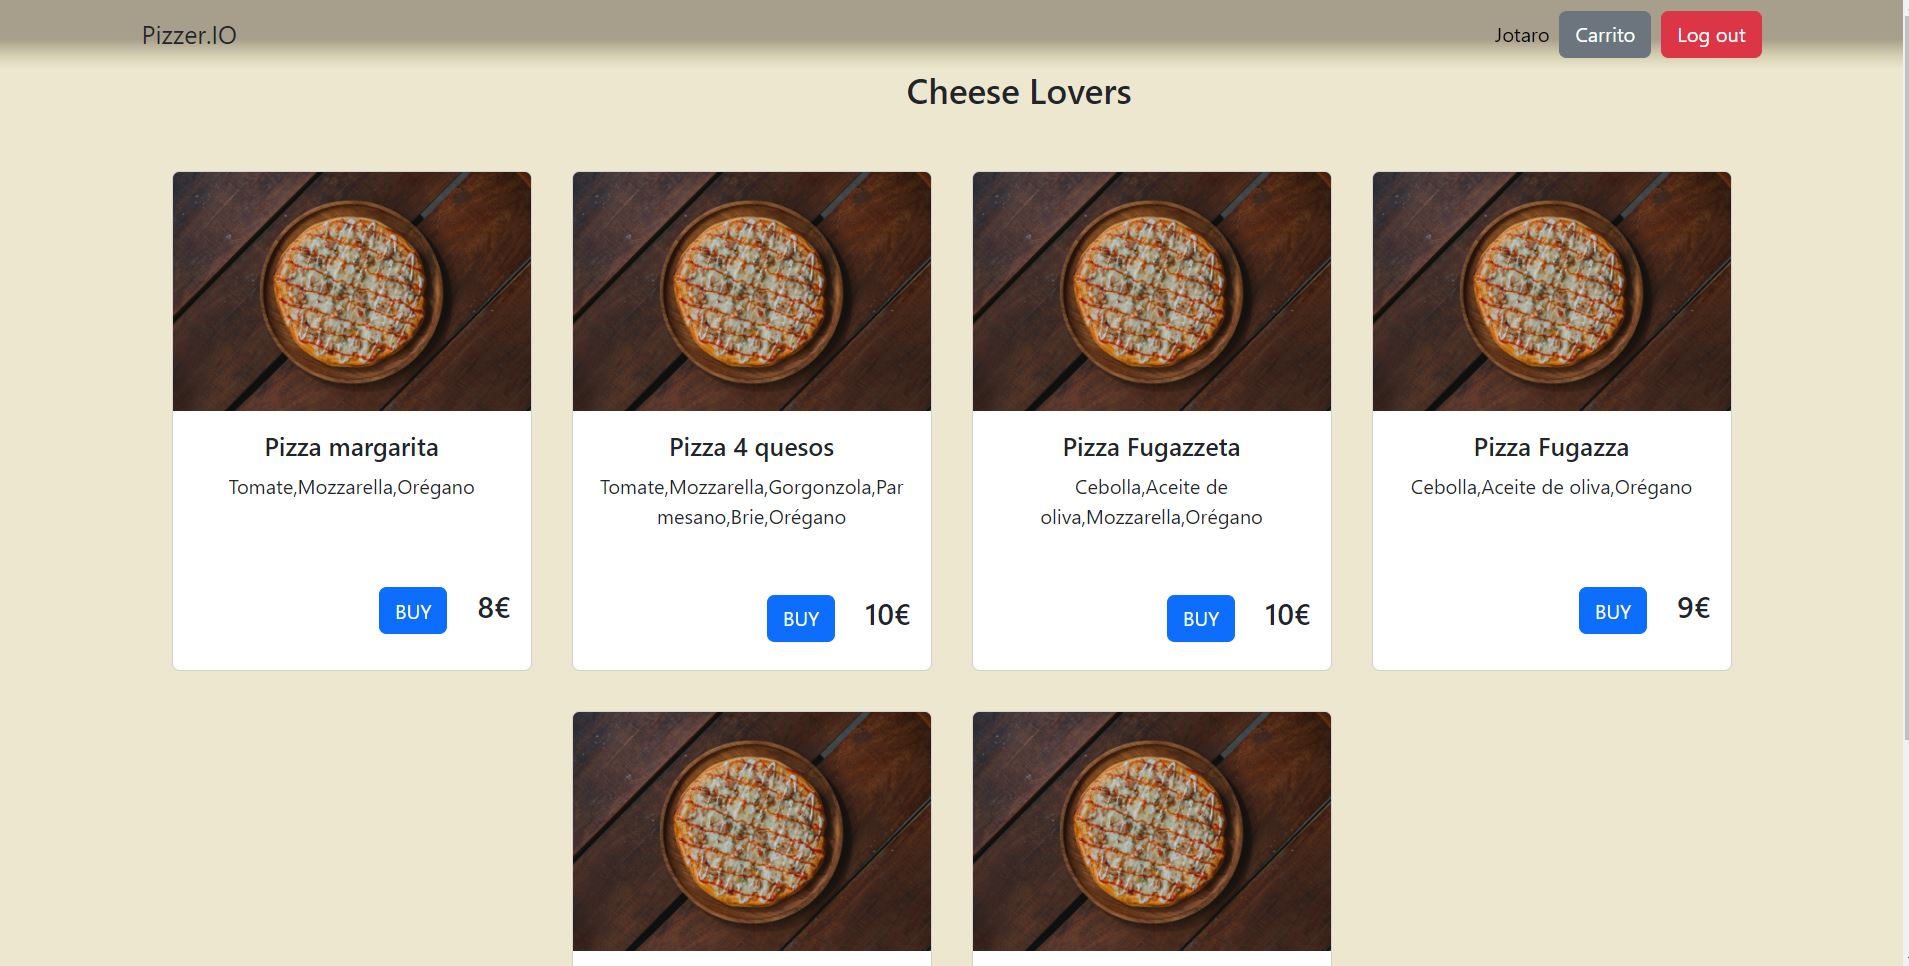 Pizzer.IO
Jotaro
Carrito
Log out
Cheese Lovers
Pizza margarita
Tomate,Mozzarella,Orégano
BUY
8€
Pizza 4 quesos
Tomate,Mozzarella,Gorgonzola,Par
mesano,Brie,Orégano
BUY
10€
Pizza Fugazzeta
Cebolla,Aceite de
oliva,Mozzarella,Orégano
BUY
10€
Pizza Fugazza
Cebolla,Aceite de oliva,Orégano
BUY
9€